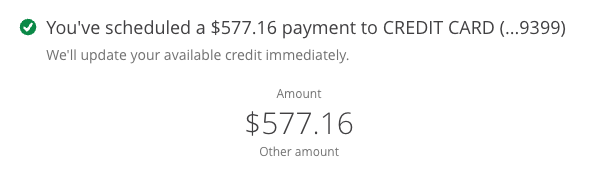 You've scheduled a $577.16 payment to CREDIT CARD (...9399)
We'll update your available credit immediately.
Amount
$577.16
Other amount